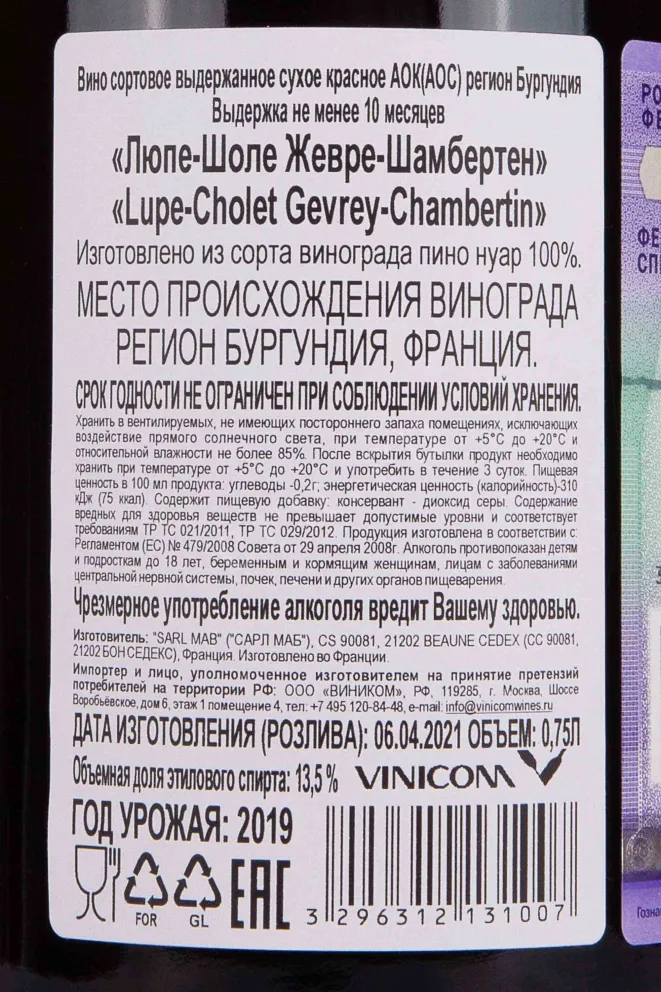 Вино сортовое выдержанное сухое красное АОК(АОС) регион Бургундия
Выдержка не менее 10 месяцев
«Люпе-Шоле Жевре-Шамбертен»
«Lupe-Cholet Gevrey-Chambertin»
Изготовлено из сорта винограда пино нуар 100%.
МЕСТО ПРОИСХОЖДЕНИЯ ВИНОГРАДА
РЕГИОН БУРГУНДИЯ, ФРАНЦИЯ.
СРОК ГОДНОСТИ НЕ ОГРАНИЧЕН ПРИ СОБЛЮДЕНИИ УСЛОВИЙ ХРАНЕНИЯ.
Хранить в вентилируемых, не имеющих постороннего запаха помещениях, исключающих
воздействие прямого солнечного света, при температуре от +5°C до +20°C и
относительной влажности не более 85%. После вскрытия бутылки продукт необходимо
хранить при температуре от +5°C до +20°C и употребить в течение 3 суток. Пищевая
ценность в 100 мл продукта: углеводы -0,2г; энергетическая ценность (калорийность)-310
кДж (75 ккал). Содержит пищевую добавку: консервант - диоксид серы. Содержание
вредных для здоровья веществ не превышает допустимые уровни и соответствует
требованиям ТР ТС 021/2011, ТР ТС 029/2012. Продукция изготовлена в соответствии с:
Регламентом (ЕС) № 479/2008 Совета от 29 апреля 2008г. Алкоголь противопоказан детям
и подросткам до 18 лет, беременным и кормящим женщинам, лицам с заболеваниями
центральной нервной системы, почек, печени и других органов пищеварения.
Чрезмерное употребление алкоголя вредит Вашему здоровью.
Изготовитель: "SARL MAB" ("САРЛ МАБ"), CS 90081, 21202 BEAUNE CEDEX (СС 90081,
21202 БОН СЕДЕКС), Франция. Изготовлено во Франции.
Импортер и лицо, уполномоченное изготовителем на принятие претензий
потребителей на территории РФ: ООО «ВИНИКОМ», РФ, 119285, г. Москва, Шоссе
Воробьёвское, дом 6, этаж 1 помещение 4, тел: +7 495 120-84-48, e-mail: info@vinicomwines.ru
ДАТА ИЗГОТОВЛЕНИЯ (РОЗЛИВА): 06.04.2021 ОБЪЕМ: 0,75Л
Объемная доля этилового спирта: 13,5 % VINICOM
ГОД УРОЖАЯ: 2019
FOR GL EAC
3 296312 131007
РО
ФЕ
ФЕ
СП
Гозна